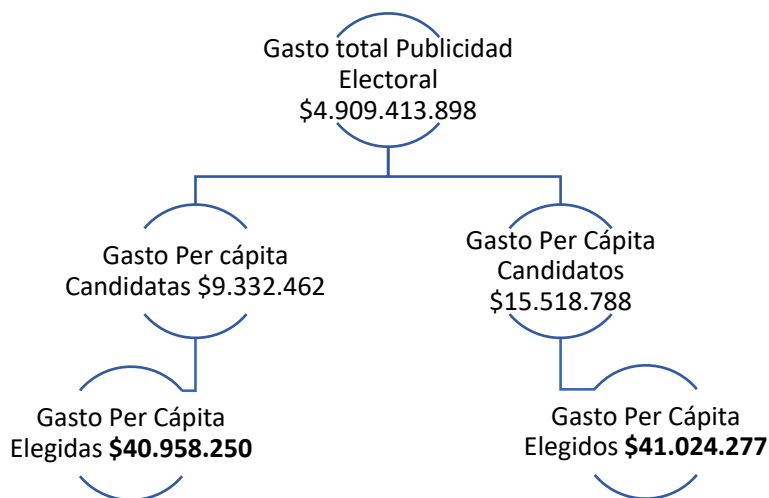 Gasto total Publicidad
Electoral
$4.909.413.898
Gasto Per cápita
Candidatas $9.332.462
Gasto Per Cápita
Candidatos
$15.518.788
Gasto Per Cápita
Elegidas $40.958.250
Gasto Per Cápita
Elegidos $41.024.277